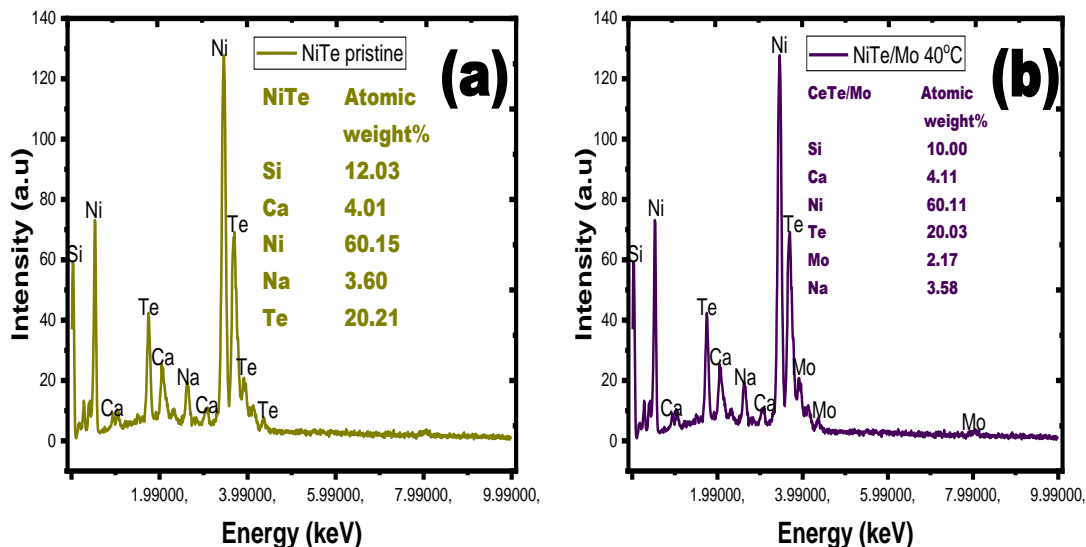 NiTe pristine
(a)
NiTe Atomic
weight%
Si 12.03
Ca 4.01
Ni 60.15
Na 3.60
Te 20.21
Ni
Te
Ni
Si
Te
Ca
Na
Te
Ca
Ca
Te
140
120
100
80
60
40
20
0
Intensity (a.u)
1.99000, 3.99000, 5.99000, 7.99000, 9.99000,
Energy (keV)
NiTe/Mo 40°C
(b)
CeTe/Mo Atomic
weight%
Si 10.00
Ca 4.11
Ni 60.11
Te 20.03
Mo 2.17
Na 3.58
Ni
Te
Ni
Si
Te
Ca
Na
Mo
Ca
Ca
Mo
Mo
140
120
100
80
60
40
20
0
Intensity (a.u)
1.99000, 3.99000, 5.99000, 7.99000, 9.99000,
Energy (keV)